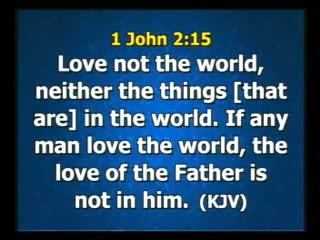 1 John 2:15
Love not the world,
neither the things [that
are] in the world. If any
man love the world, the
love of the Father is
not in him. (KJV)